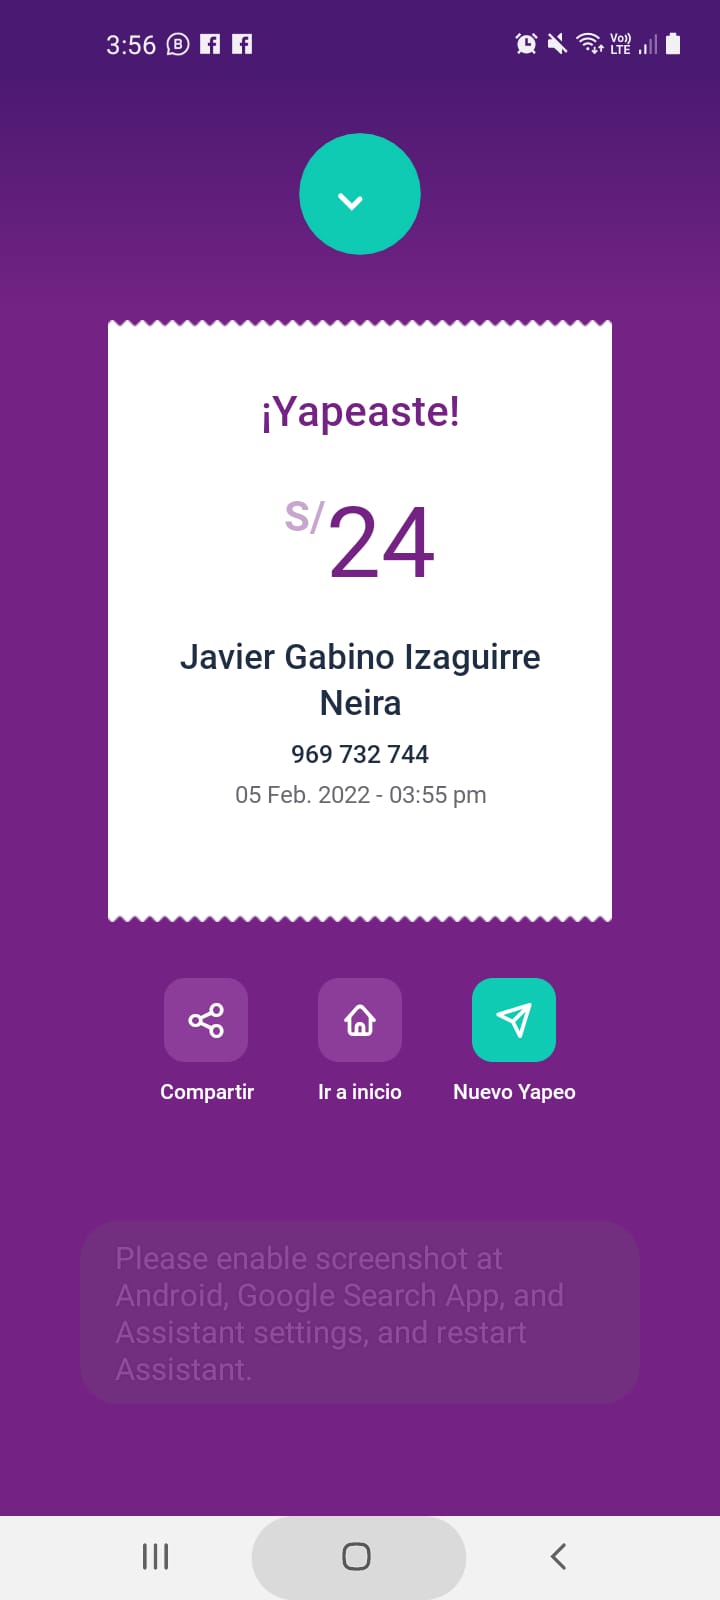 3:56
Vo))
LTE
¡Yapeaste!
S/24
Javier Gabino Izaguirre
Neira
969 732 744
05 Feb. 2022 - 03:55 pm
Compartir Ir a inicio Nuevo Yapeo
Please enable screenshot at
Android, Google Search App, and
Assistant settings, and restart
Assistant.